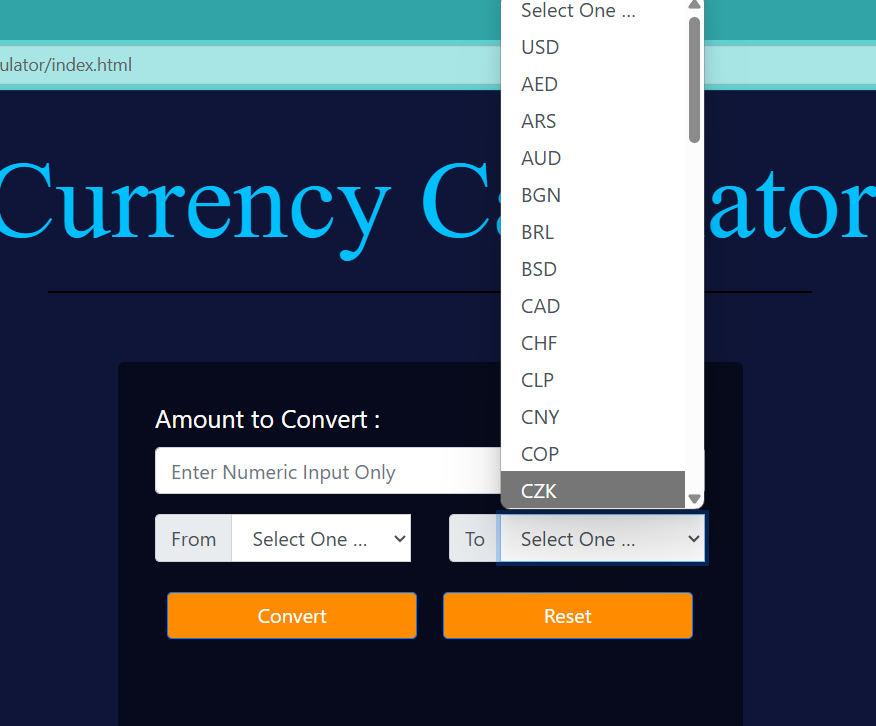 Select One ...
USD
AED
ARS
AUD
BGN
BRL
BSD
CAD
CHF
CLP
CNY
COP
CZK
ulator/index.html
Currency Ca ator
Amount to Convert :
Enter Numeric Input Only
From Select One ... To Select One ...
Convert Reset